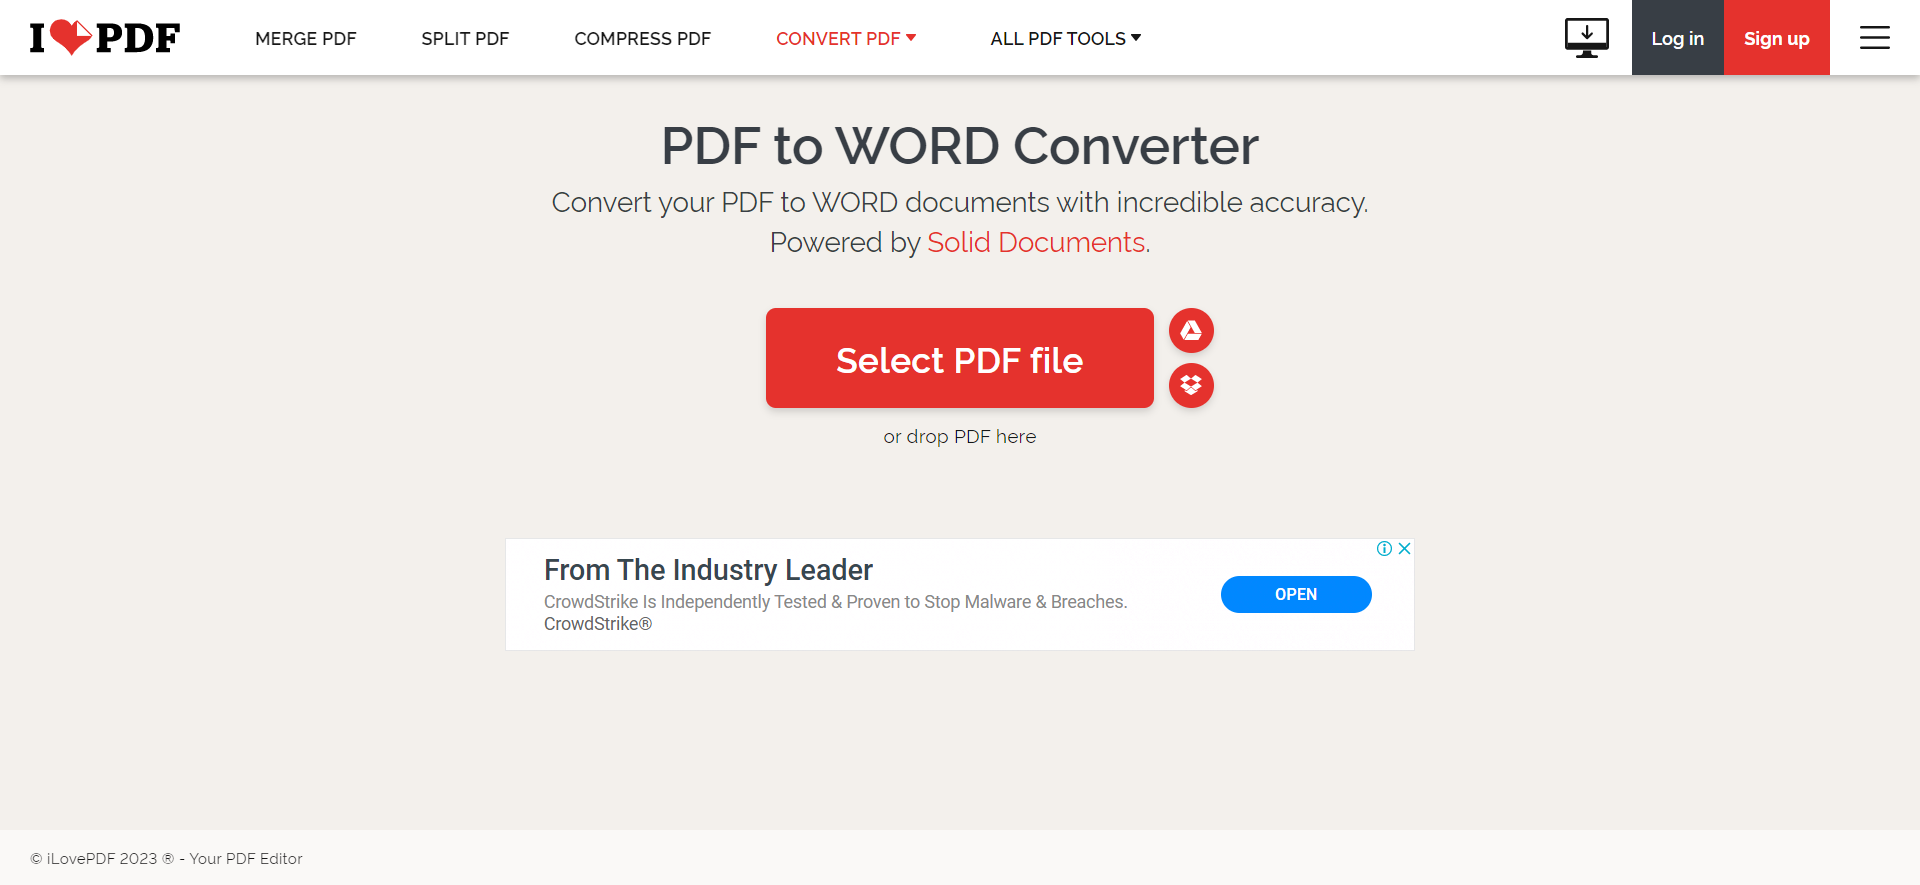 I PDF
MERGE PDF
SPLIT PDF
COMPRESS PDF
CONVERT PDF
ALL PDF TOOLS
Log in
Sign up
PDF to WORD Converter
Convert your PDF to WORD documents with incredible accuracy.
Powered by Solid Documents.
Select PDF file
or drop PDF here
From The Industry Leader
CrowdStrike Is Independently Tested & Proven to Stop Malware & Breaches.
CrowdStrike®
OPEN
© iLovePDF 2023 ® - Your PDF Editor